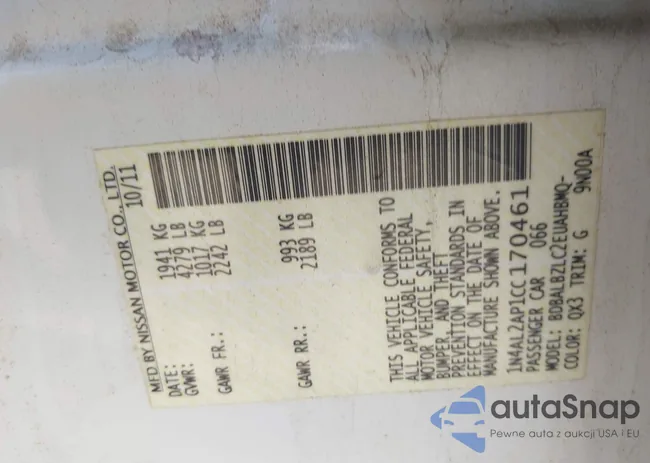 MFD BY NISSAN MOTOR CO., LTD.
DATE: 10/11
GVWR: 1941 KG
4279 LB
GAWR FR.: 1017 KG
2242 LB
GAWR RR.: 993 KG
2189 LB
THIS VEHICLE CONFORMS TO
ALL APPLICABLE FEDERAL
MOTOR VEHICLE SAFETY,
BUMPER, AND THEFT
PREVENTION STANDARDS IN
EFFECT ON THE DATE OF
MANUFACTURE SHOWN ABOVE.
1N4AL2AP1CC170461
PASSENGER CAR 066
MODEL: BDBALBZLCZEUAHBMQ-
COLOR: QX3 TRIM: G 9N00A
autaSnap
Pewne auta z aukcji USA i EU